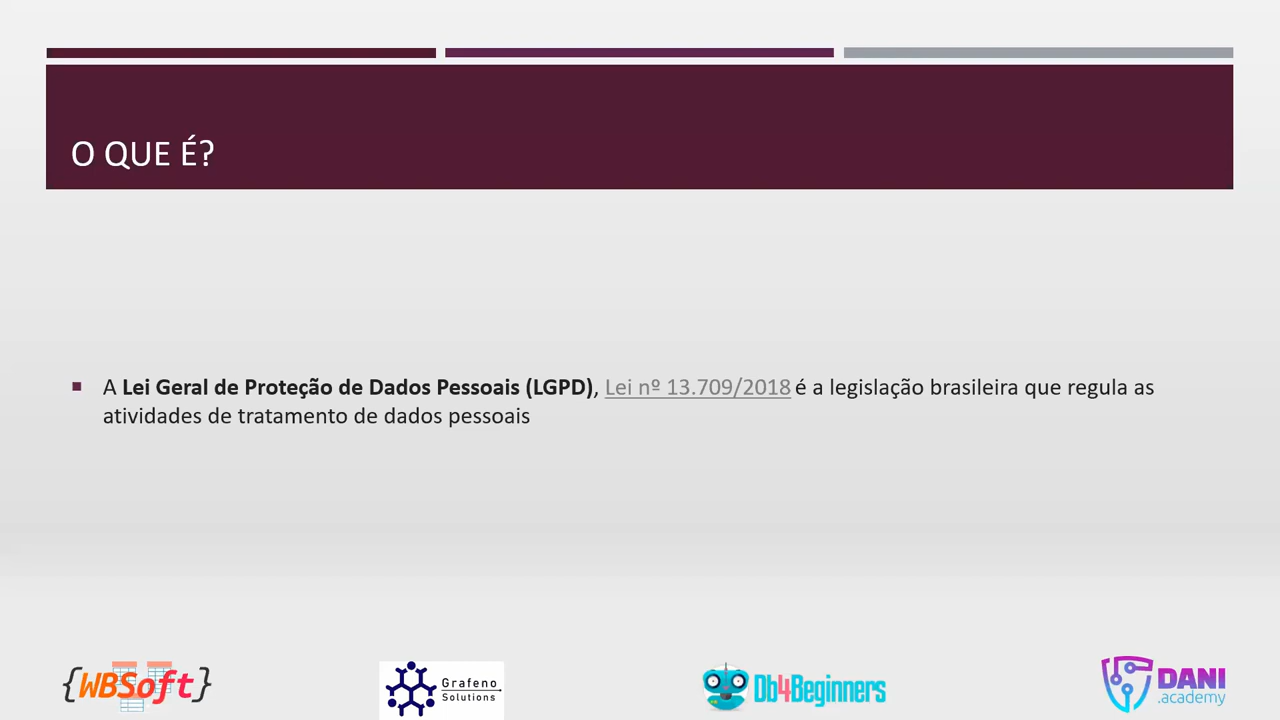 O QUE É?
A Lei Geral de Proteção de Dados Pessoais (LGPD), Lei nº 13.709/2018 é a legislação brasileira que regula as
atividades de tratamento de dados pessoais
{WBSoft}
Grafeno
Solutions
Db4Beginners
DANI
.academy